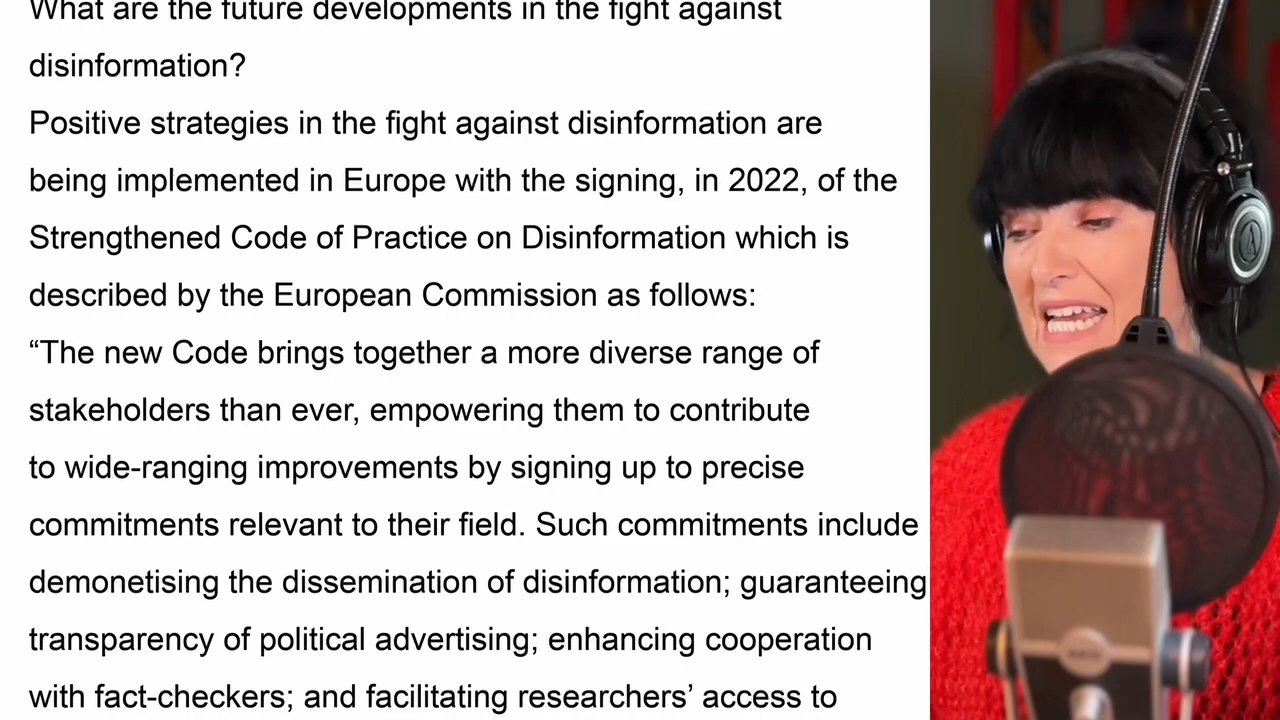 What are the future developments in the fight against
disinformation?
Positive strategies in the fight against disinformation are
being implemented in Europe with the signing, in 2022, of the
Strengthened Code of Practice on Disinformation which is
described by the European Commission as follows:
“The new Code brings together a more diverse range of
stakeholders than ever, empowering them to contribute
to wide-ranging improvements by signing up to precise
commitments relevant to their field. Such commitments include
demonetising the dissemination of disinformation; guaranteeing
transparency of political advertising; enhancing cooperation
with fact-checkers; and facilitating researchers’ access to